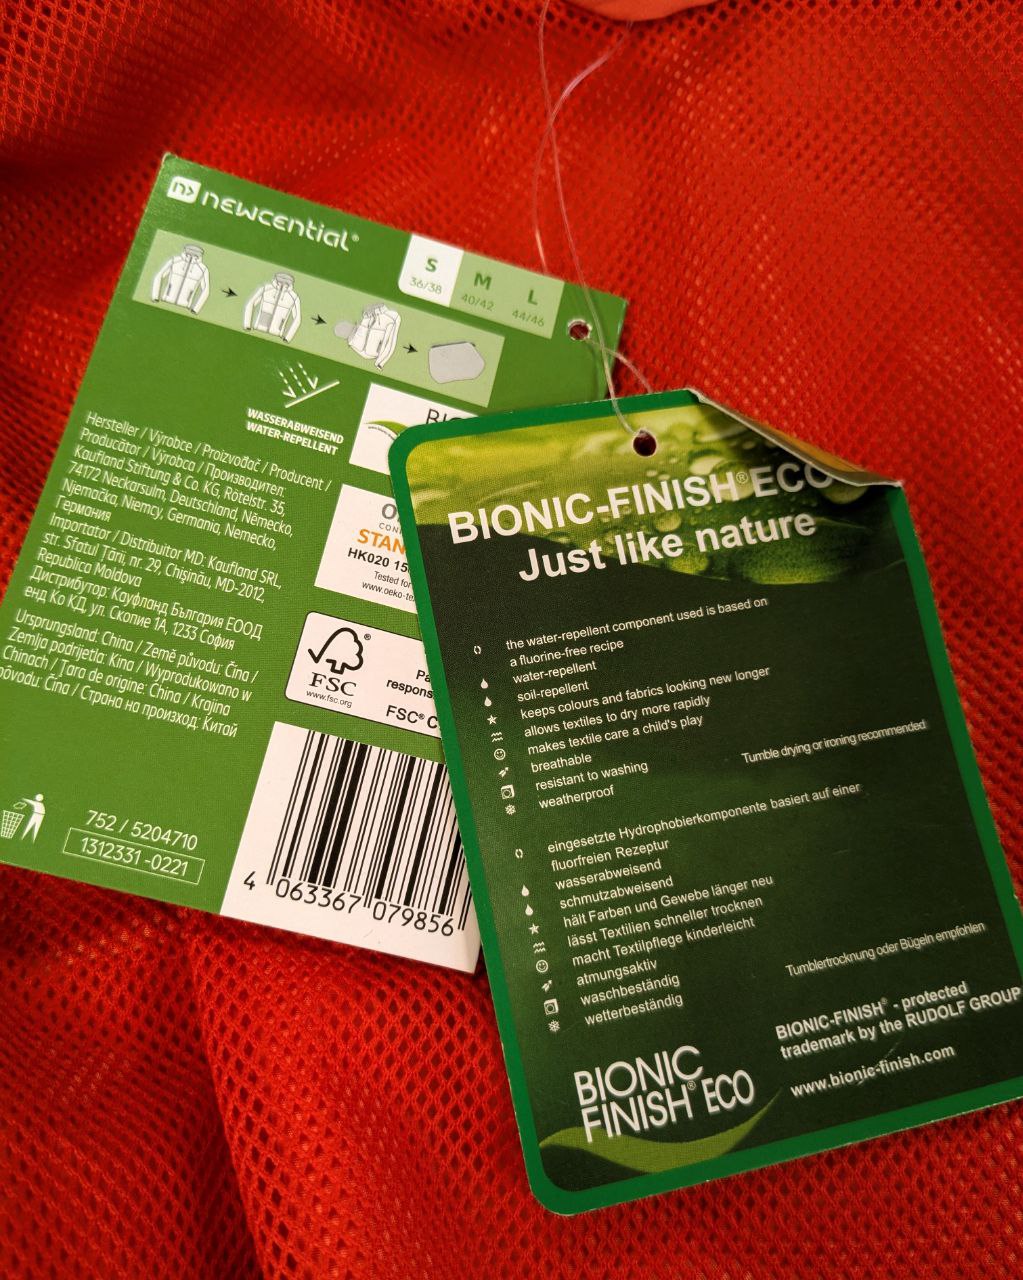 n> newcential®
S M L
36/38 40/42 44/46
WASSERABWEISEND
WATER-REPELLENT
Hersteller / Výrobce / Proizvođač / Producent /
Producător / Výrobca / Производител:
Kaufland Stiftung & Co. KG, Rötelstr. 35,
74172 Neckarsulm, Deutschland, Německo,
Njemačka, Niemcy, Germania, Nemecko,
Германия
Importator / Distribuitor MD: Kaufland SRL,
str. Sfatul Țării, nr. 29, Chișinău, MD-2012,
Republica Moldova
Дистрибутор: Кауфланд България ЕООД
енд Ко КД, ул. Скопие 1А, 1233 София
Ursprungsland: China / Země původu: Čína /
Zemlja podrijetla: Kina / Wyprodukowano w
Chinach / Țara de origine: China / Krajina
pôvodu: Čína / Страна на произход: Китай
752 / 5204710
1312331 -0221
STAN
HK020 15
Tested for
www.oeko-te
FSC®
www.fsc.org
respons
FSC® C
4 063367 079856
BIONIC-FINISH®ECO
Just like nature
the water-repellent component used is based on
a fluorine-free recipe
water-repellent
soil-repellent
keeps colours and fabrics looking new longer
allows textiles to dry more rapidly
makes textile care a child's play
breathable
resistant to washing
weatherproof
Tumble drying or ironing recommended
eingesetzte Hydrophobierkomponente basiert auf einer
fluorfreien Rezeptur
wasserabweisend
schmutzabweisend
hält Farben und Gewebe länger neu
lässt Textilien schneller trocknen
macht Textilpflege kinderleicht
atmungsaktiv
waschbeständig
wetterbeständig
Tumblertrocknung oder Bügeln empfohlen
BIONIC
FINISH®ECO
BIONIC-FINISH® - protected
trademark by the RUDOLF GROUP
www.bionic-finish.com